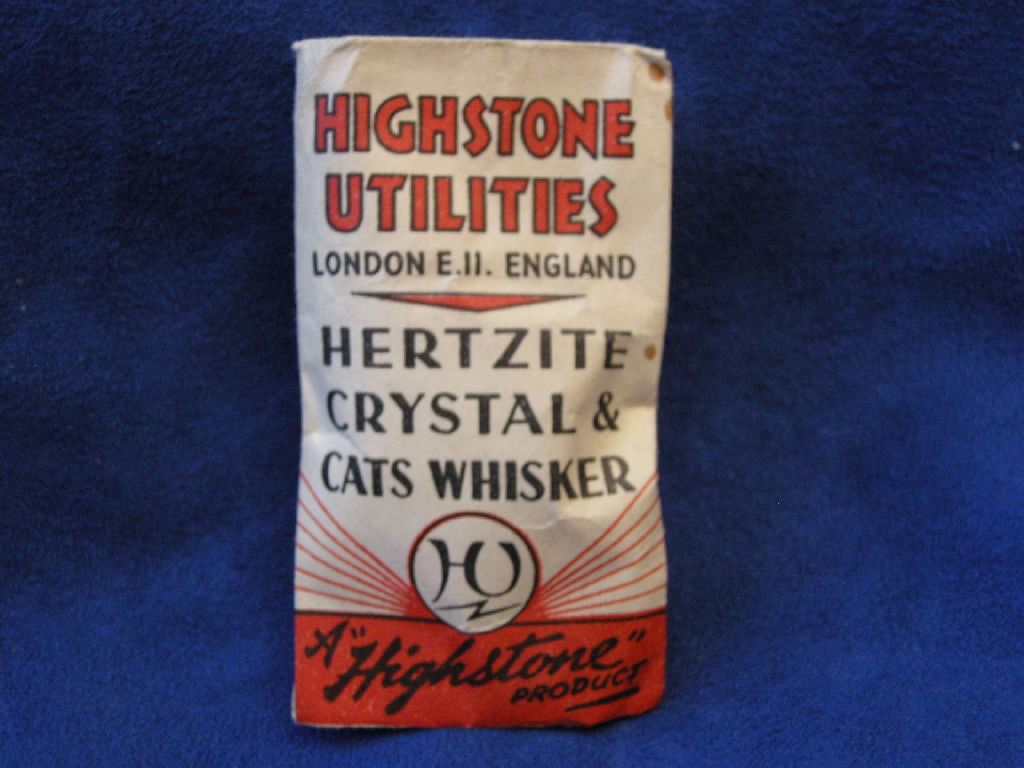 HIGHSTONE
UTILITIES
LONDON E.11. ENGLAND
HERTZITE
CRYSTAL &
CATS WHISKER
HU
A "Highstone"
PRODUCT